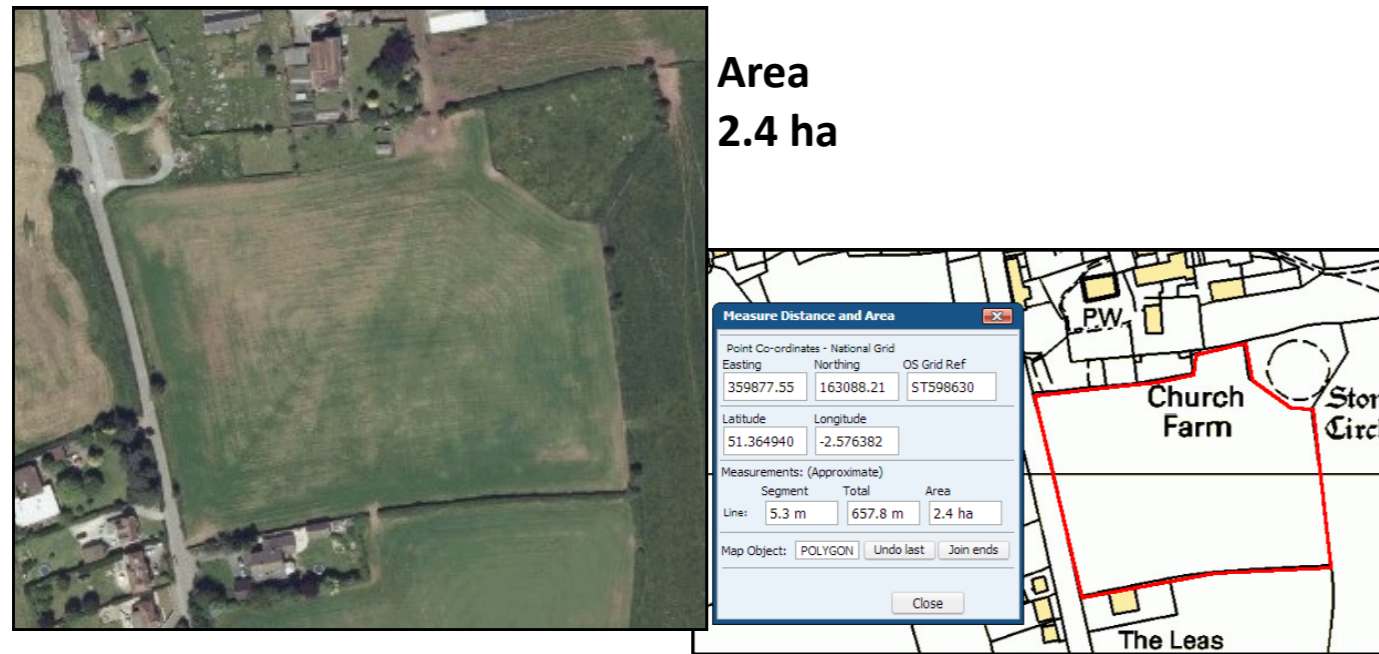 Area
2.4 ha
Measure Distance and Area
Point Co-ordinates - National Grid
Easting Northing OS Grid Ref
359877.55 163088.21 ST598630
Latitude Longitude
51.364940 -2.576382
Measurements: (Approximate)
Segment Total Area
Line: 5.3 m 657.8 m 2.4 ha
Map Object: POLYGON Undo last Join ends
Close
PW
Church
Farm
Ston
Circl
The Leas